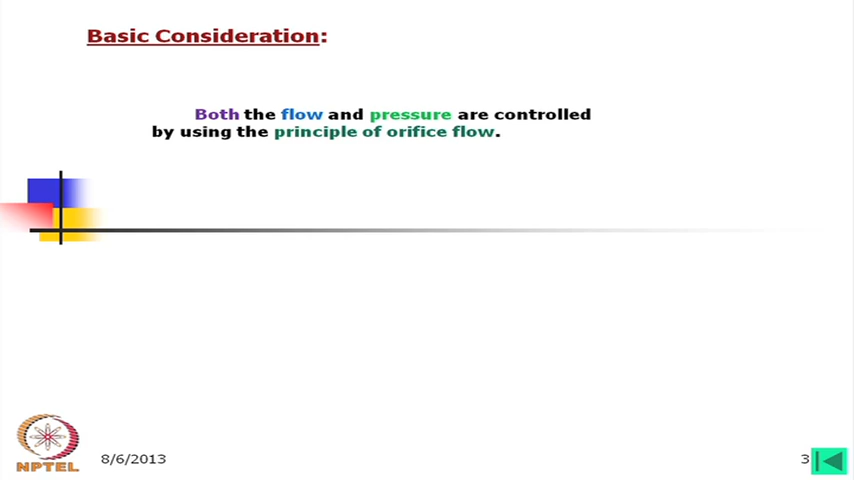 Basic Consideration:
Both the flow and pressure are controlled
by using the principle of orifice flow.
NPTEL
8/6/2013
3